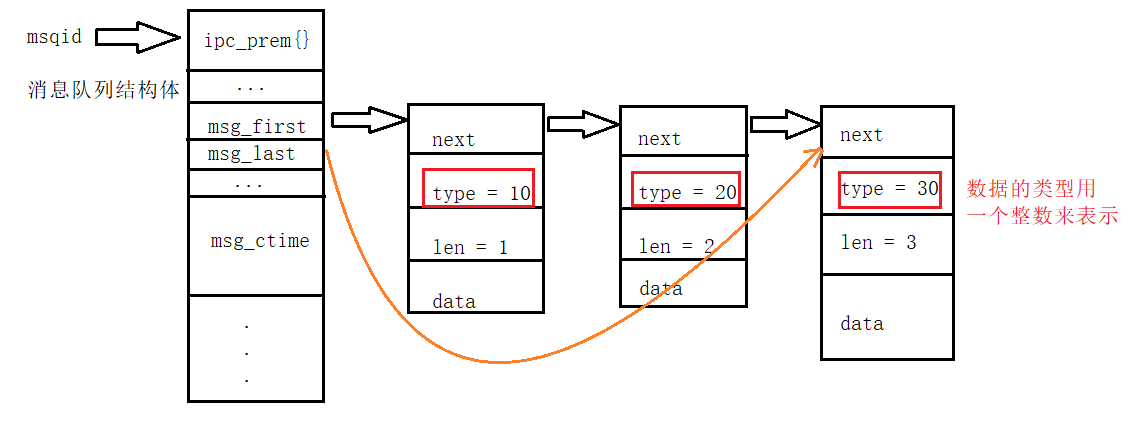 msqid
消息队列结构体
ipc_prem{}
...
msg_first
msg_last
...
msg_ctime
.
.
.
next
type = 10
len = 1
data
next
type = 20
len = 2
data
next
type = 30
len = 3
data
数据的类型用
一个整数来表示